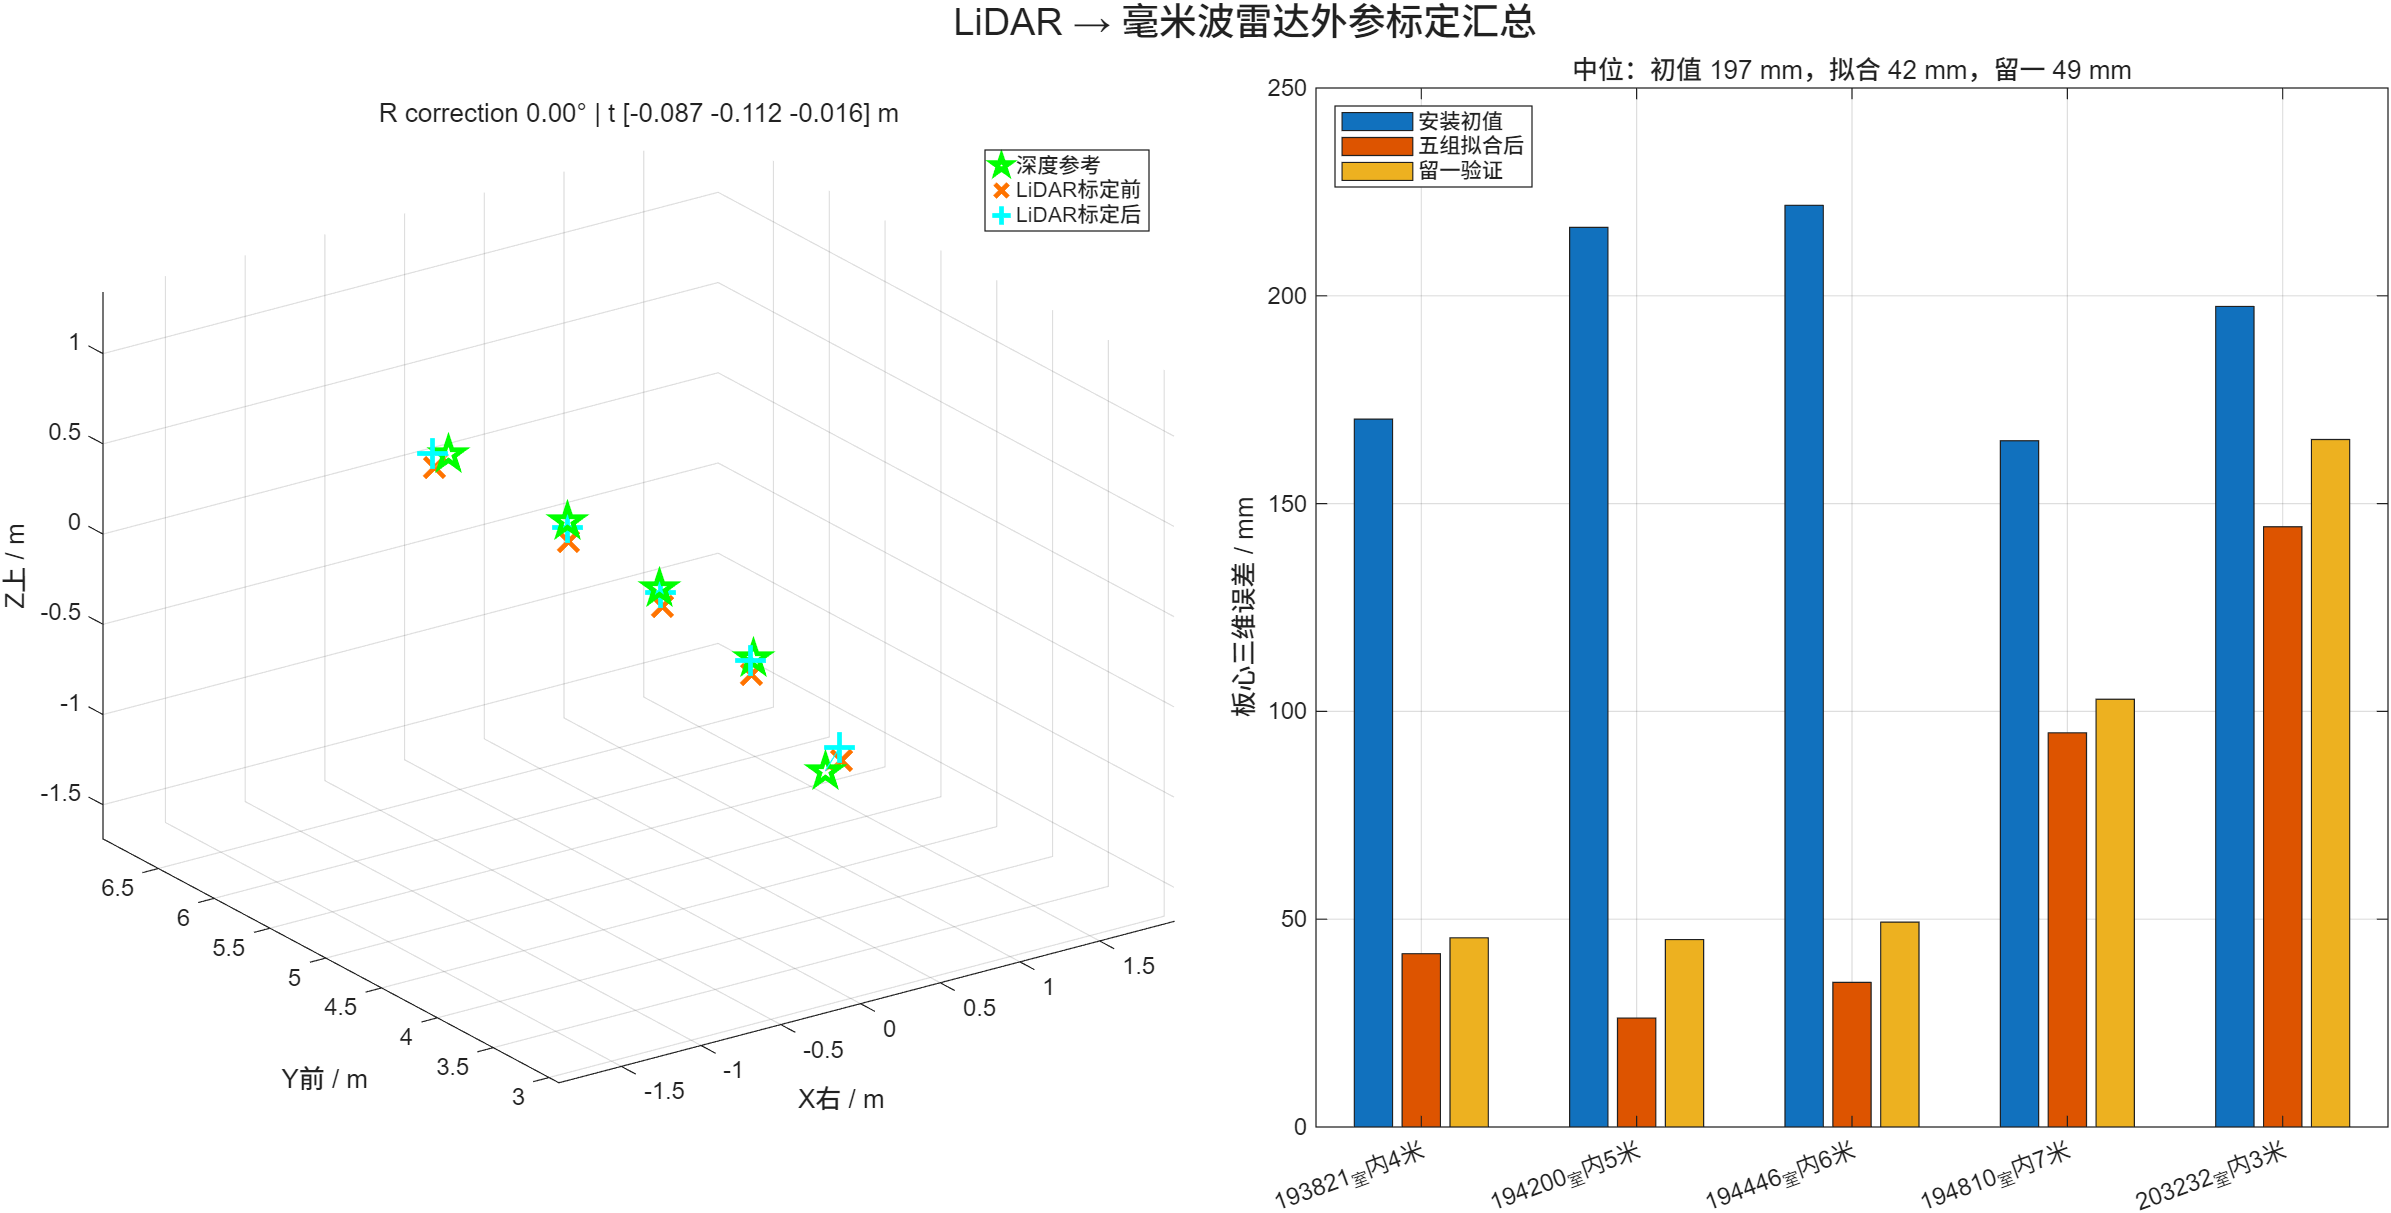 LiDAR → 毫米波雷达外参标定汇总
R correction 0.00° | t [-0.087 -0.112 -0.016] m
深度参考
LiDAR标定前
LiDAR标定后
1
0.5
0
-0.5
-1
-1.5
Z上 / m
6.5
6
5.5
5
4.5
4
3.5
3
Y前 / m
-1.5
-1
-0.5
0
0.5
1
1.5
X右 / m
中位：初值 197 mm，拟合 42 mm，留一 49 mm
安装初值
五组拟合后
留一验证
250
200
150
100
50
0
板心三维误差 / mm
193821室内4米
194200室内5米
194446室内6米
194810室内7米
203232室内3米